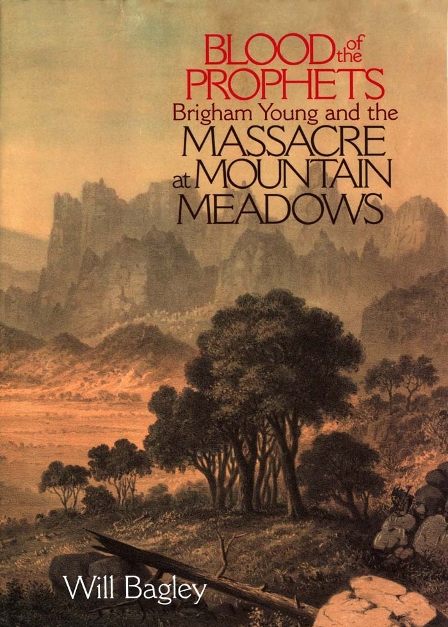 BLOOD of the
PROPHETS
Brigham Young and the
MASSACRE
at MOUNTAIN
MEADOWS
Will Bagley